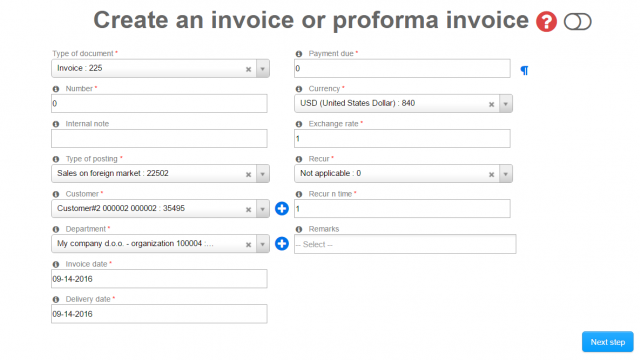 Create an invoice or proforma invoice ?
Type of document *
Invoice : 225
Number *
0
Internal note
Type of posting *
Sales on foreign market : 22502
Customer *
Customer#2 000002 000002 : 35495
Department *
My company d.o.o. - organization 100004 :...
Invoice date *
09-14-2016
Delivery date *
09-14-2016
Payment due *
0
¶
Currency *
USD (United States Dollar) : 840
Exchange rate *
1
Recur *
Not applicable : 0
Recur n time *
1
Remarks
-- Select --
Next step